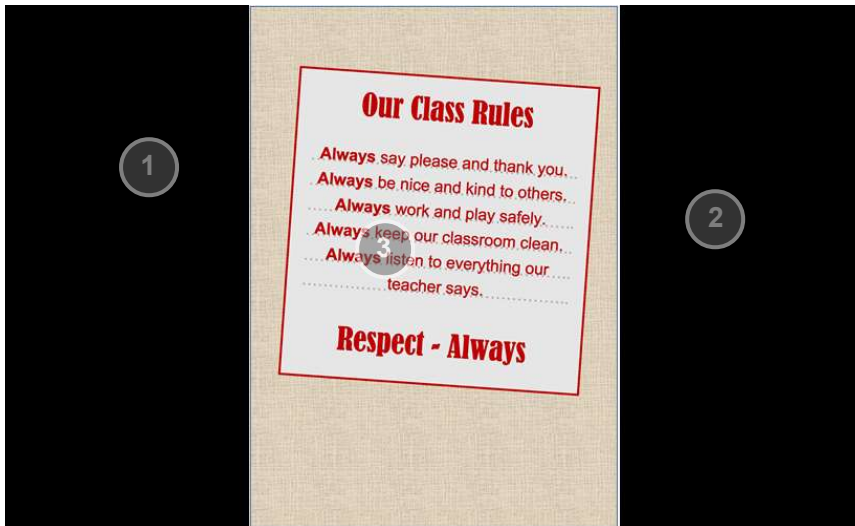 Our Class Rules
Always say please and thank you.
Always be nice and kind to others.
Always work and play safely.
Always keep our classroom clean.
Always listen to everything our
teacher says.
Respect - Always
1
2
3